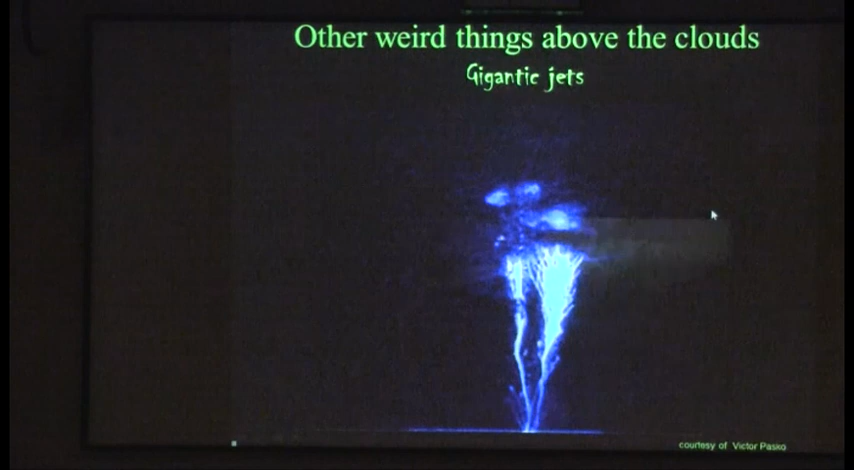 Other weird things above the clouds
Gigantic jets
courtesy of Victor Pasko